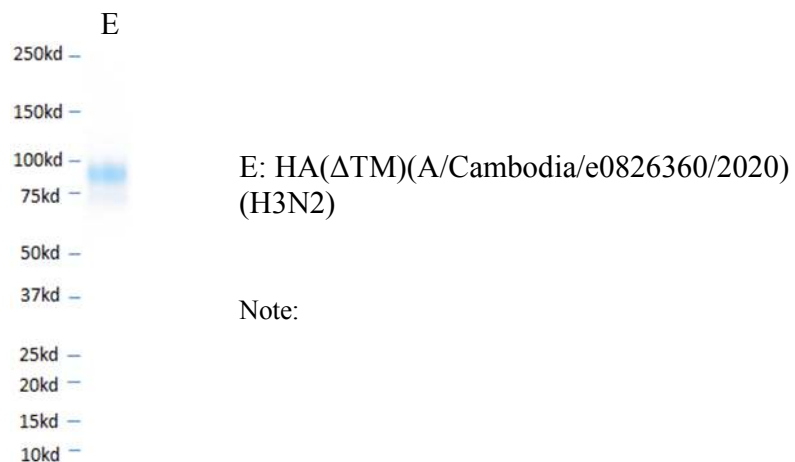 E
250kd
150kd
100kd
75kd
50kd
37kd
25kd
20kd
15kd
10kd
E: HA(ΔTM)(A/Cambodia/e0826360/2020)
(H3N2)
Note: